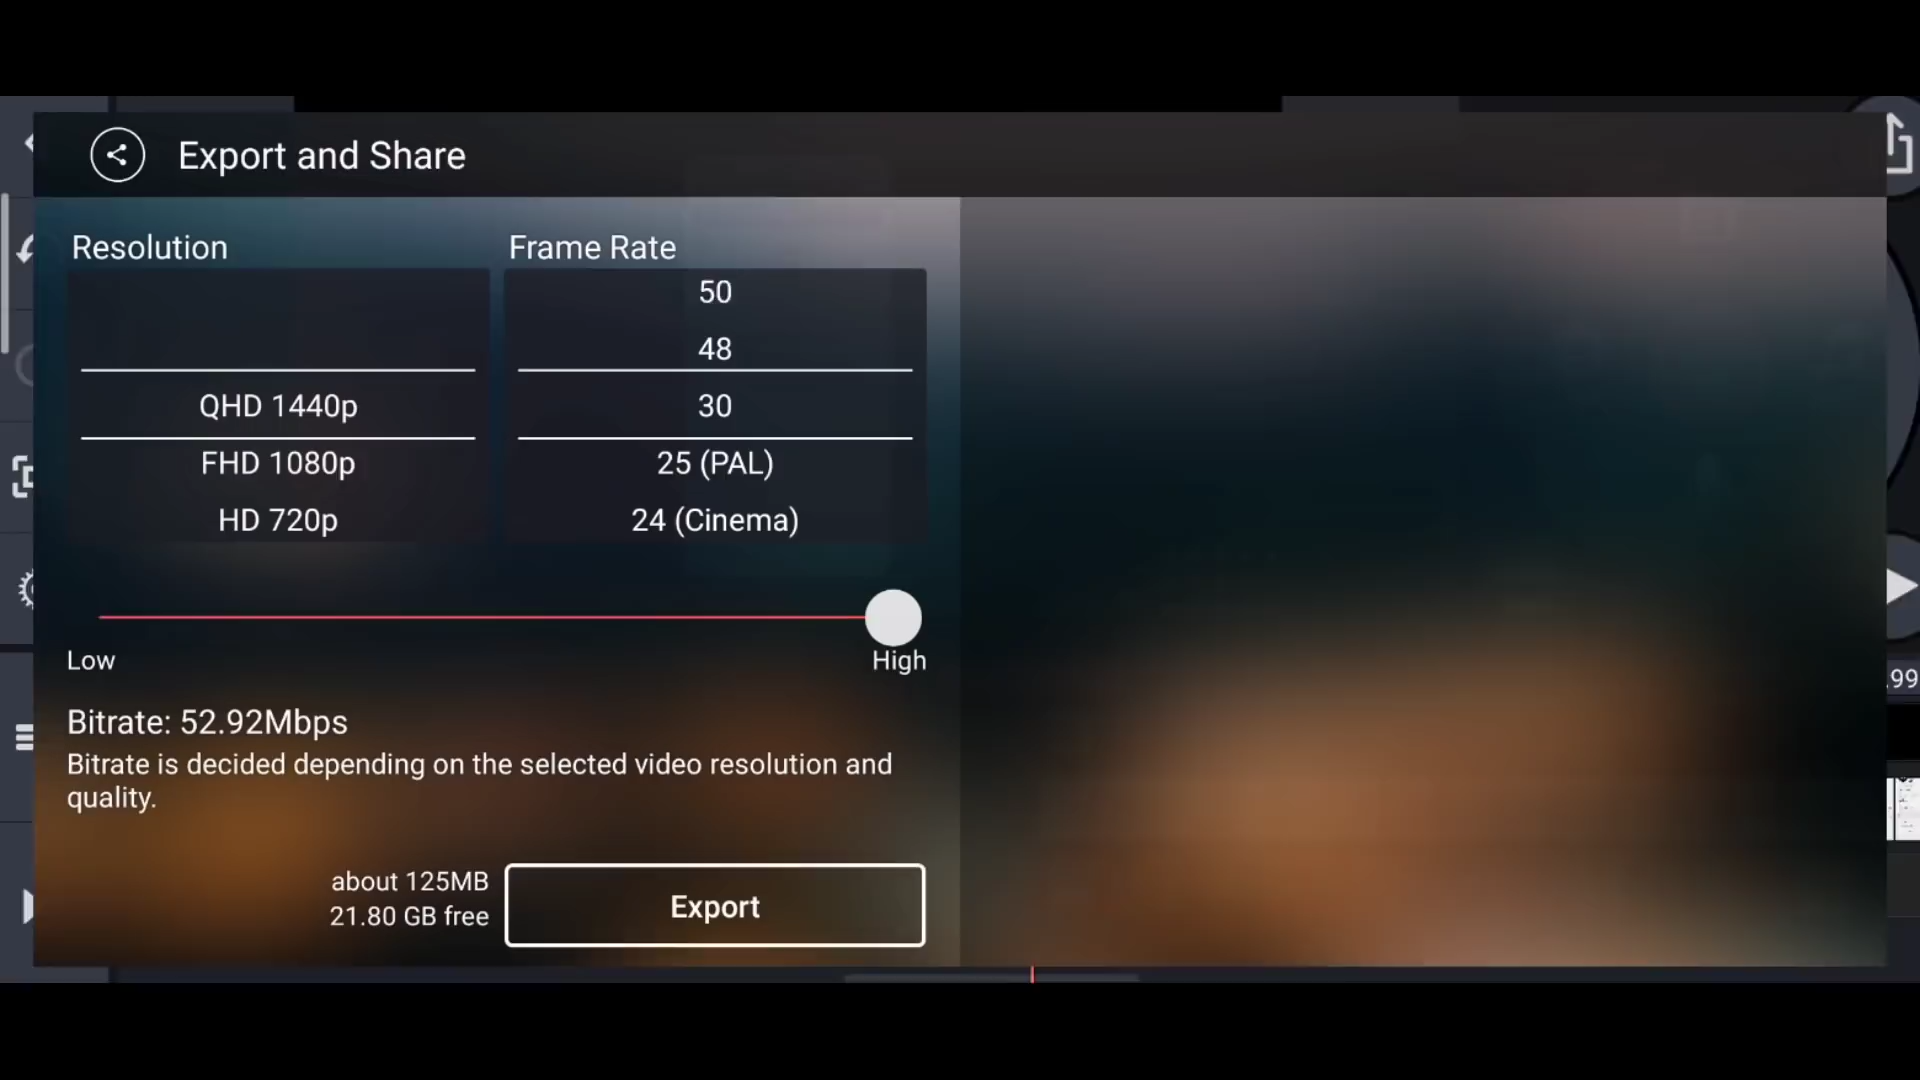 Export and Share
Resolution
Frame Rate
50
48
QHD 1440p
30
FHD 1080p
25 (PAL)
HD 720p
24 (Cinema)
Low
High
Bitrate: 52.92Mbps
Bitrate is decided depending on the selected video resolution and
quality.
about 125MB
21.80 GB free
Export
.99